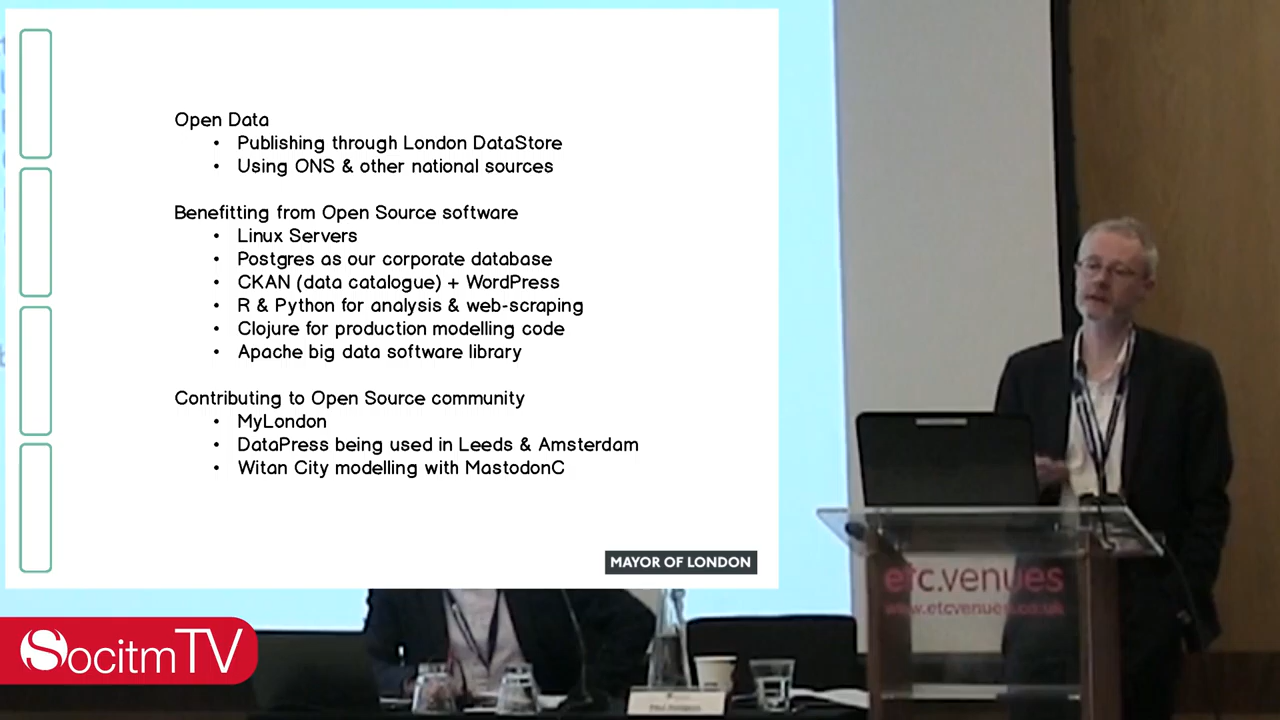 Open Data
• Publishing through London DataStore
• Using ONS & other national sources
Benefitting from Open Source software
• Linux Servers
• Postgres as our corporate database
• CKAN (data catalogue) + WordPress
• R & Python for analysis & web-scraping
• Clojure for production modelling code
• Apache big data software library
Contributing to Open Source community
• MyLondon
• DataPress being used in Leeds & Amsterdam
• Witan City modelling with MastodonC
MAYOR OF LONDON
etc.venues
www.etcvenues.co.uk
SocitmTV